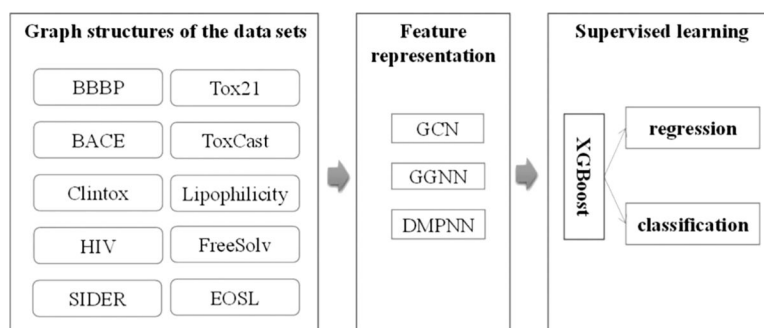 Graph structures of the data sets
BBBP
Tox21
BACE
ToxCast
Clintox
Lipophilicity
HIV
FreeSolv
SIDER
EOSL
Feature
representation
GCN
GGNN
DMPNN
Supervised learning
XGBoost
regression
classification